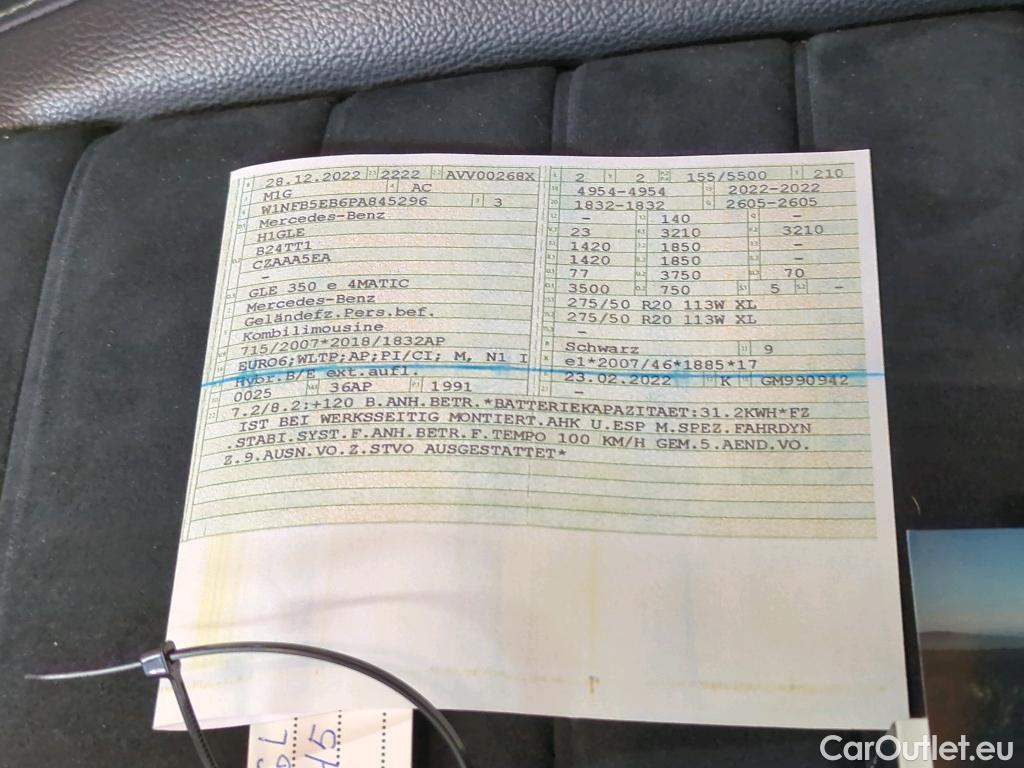 28.12.2022 2222 AVV00268X
M1G AC
W1NFB5EB6PA845296 3
Mercedes-Benz
H1GLE
B24TT1
CZAAA5EA
–
GLE 350 e 4MATIC
Mercedes-Benz
Geländefz.Pers.bef.
Kombilimousine
715/2007*2018/1832AP
EURO6;WLTP;AP;PI/CI; M, N1 I
Hybr.B/E ext.aufl.
0025 36AP 1991
2 2 155/5500 210
4954-4954 2022-2022
1832-1832 2605-2605
– 140 –
23 3210 3210
1420 1850 –
1420 1850 –
77 3750 70
3500 750 5 –
275/50 R20 113W XL
275/50 R20 113W XL
–
–
Schwarz 9
e1*2007/46*1885*17
23.02.2022 K GM990942
–
7.2/8.2:+120 B.ANH.BETR.*BATTERIEKAPAZITAET:31.2KWH*FZ
IST BEI WERKSSEITIG MONTIERT.AHK U.ESP M.SPEZ.FAHRDYN
.STABI.SYST.F.ANH.BETR.F.TEMPO 100 KM/H GEM.5.AEND.VO.
Z.9.AUSN.VO.Z.STVO AUSGESTATTET*
CarOutlet.eu